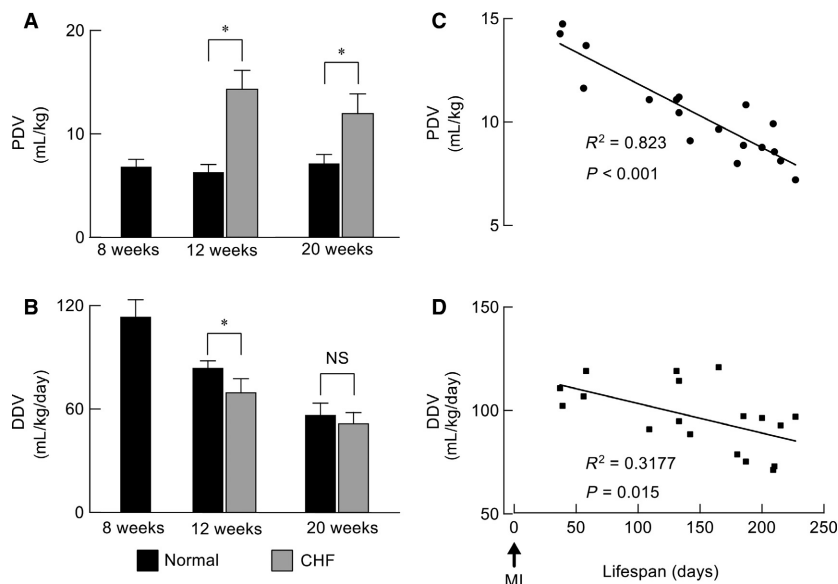 A
PDV
(mL/kg)
20
10
0
*
*
8 weeks
12 weeks
20 weeks
B
DDV
(mL/kg/day)
120
60
0
*
NS
8 weeks
12 weeks
20 weeks
Normal
CHF
C
PDV
(mL/kg)
15
10
5
R² = 0.823
P < 0.001
D
DDV
(mL/kg/day)
150
100
50
R² = 0.3177
P = 0.015
0 50 100 150 200 250
MI
Lifespan (days)